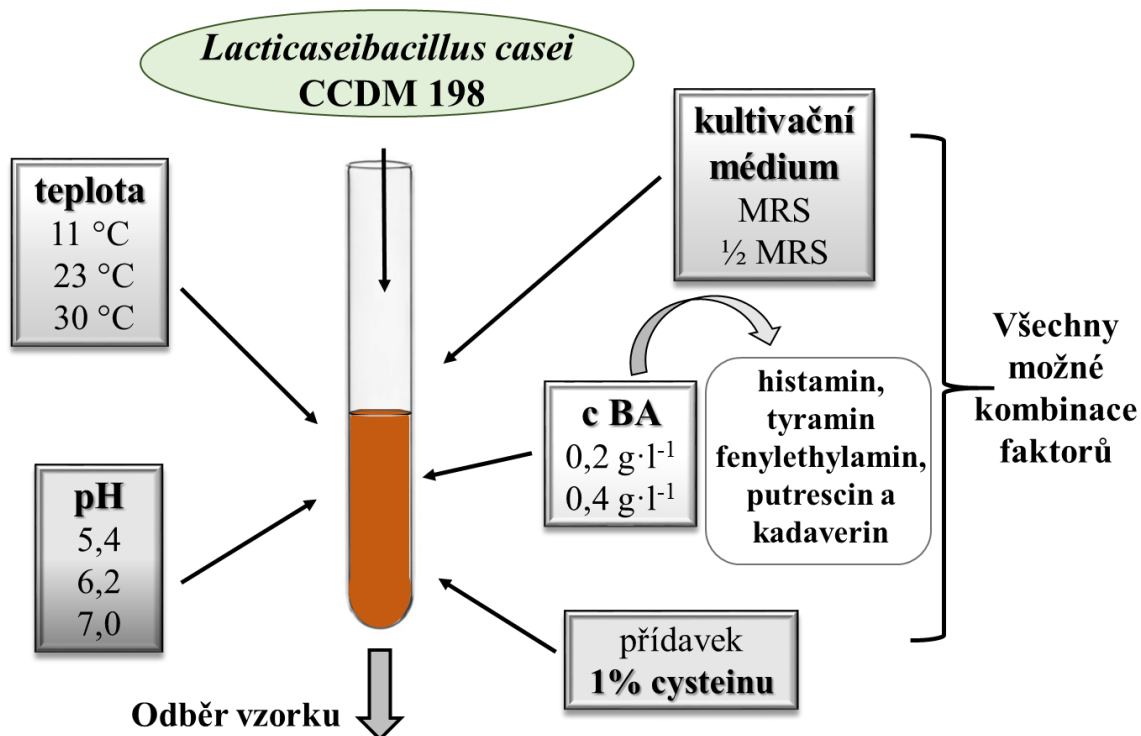 Lacticaseibacillus casei
CCDM 198
teplota
11 °C
23 °C
30 °C
pH
5,4
6,2
7,0
kultivační
médium
MRS
½ MRS
c BA
0,2 g·l⁻¹
0,4 g·l⁻¹
histamin,
tyramin
fenylethylamin,
putrescin a
kadaverin
přídavek
1% cysteinu
Všechny
možné
kombinace
faktorů
Odběr vzorku